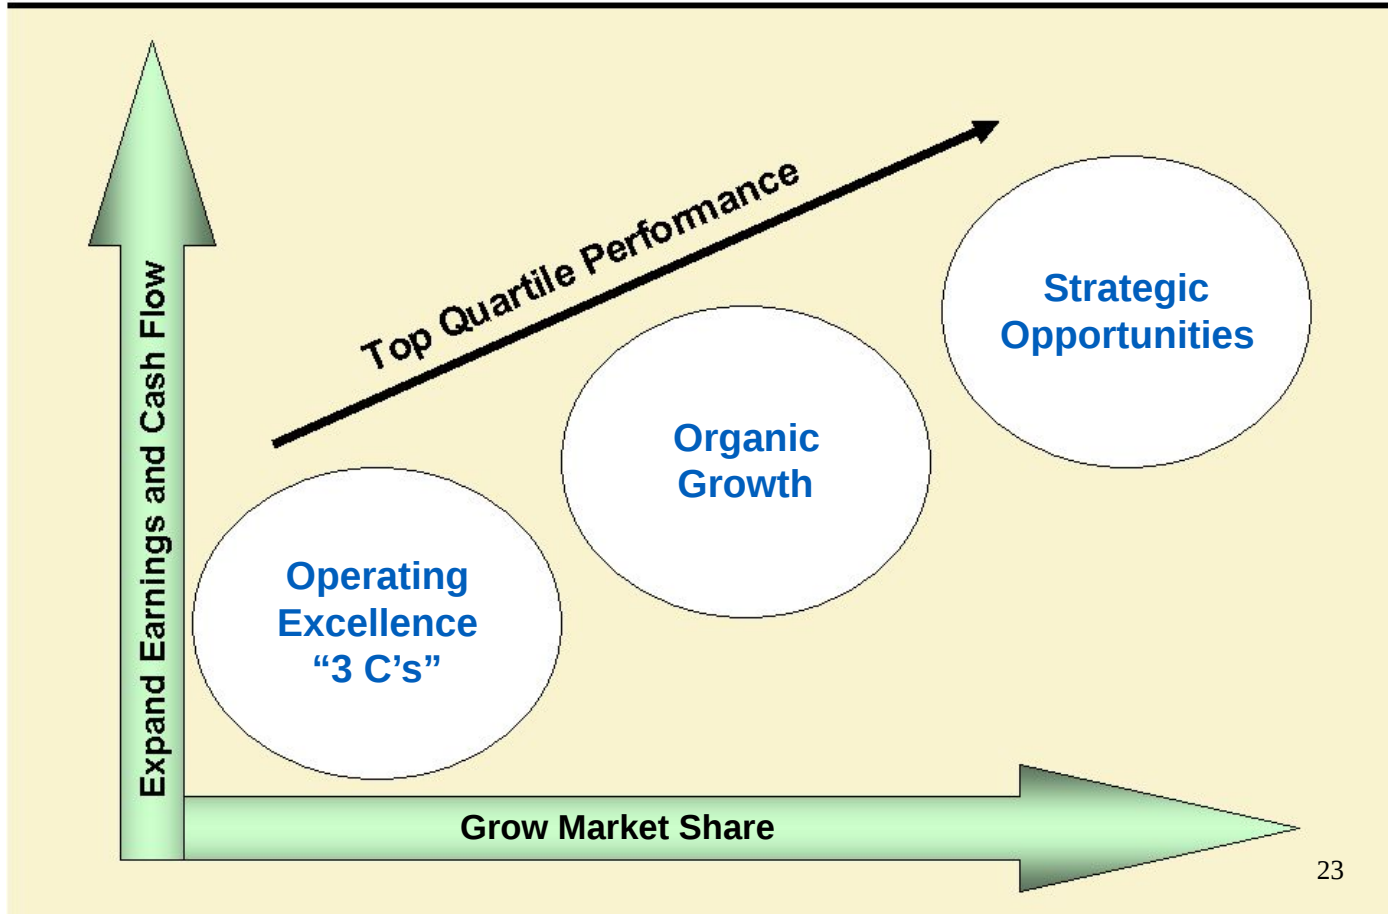 Expand Earnings and Cash Flow
Top Quartile Performance
Strategic
Opportunities
Organic
Growth
Operating
Excellence
“3 C’s”
Grow Market Share
23